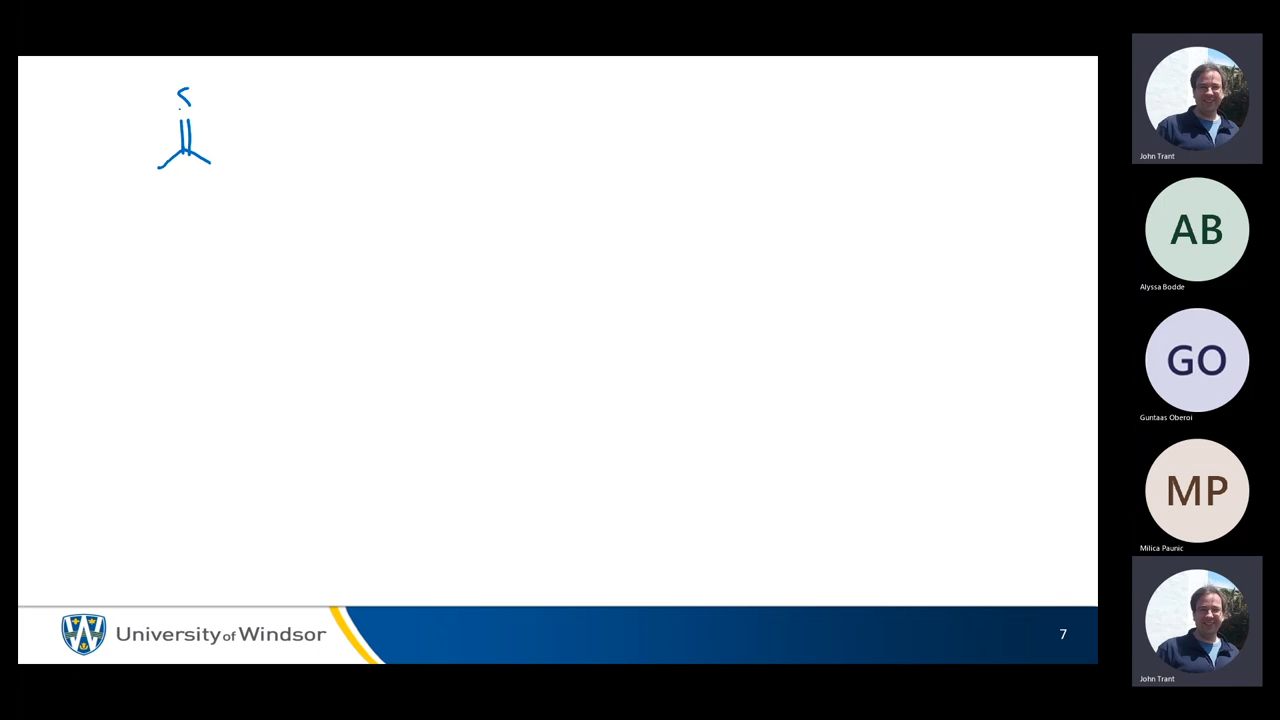 S
John Trant
AB
Alyssa Bodde
GO
Guntaas Oberoi
MP
Milica Paunic
John Trant
University of Windsor
7